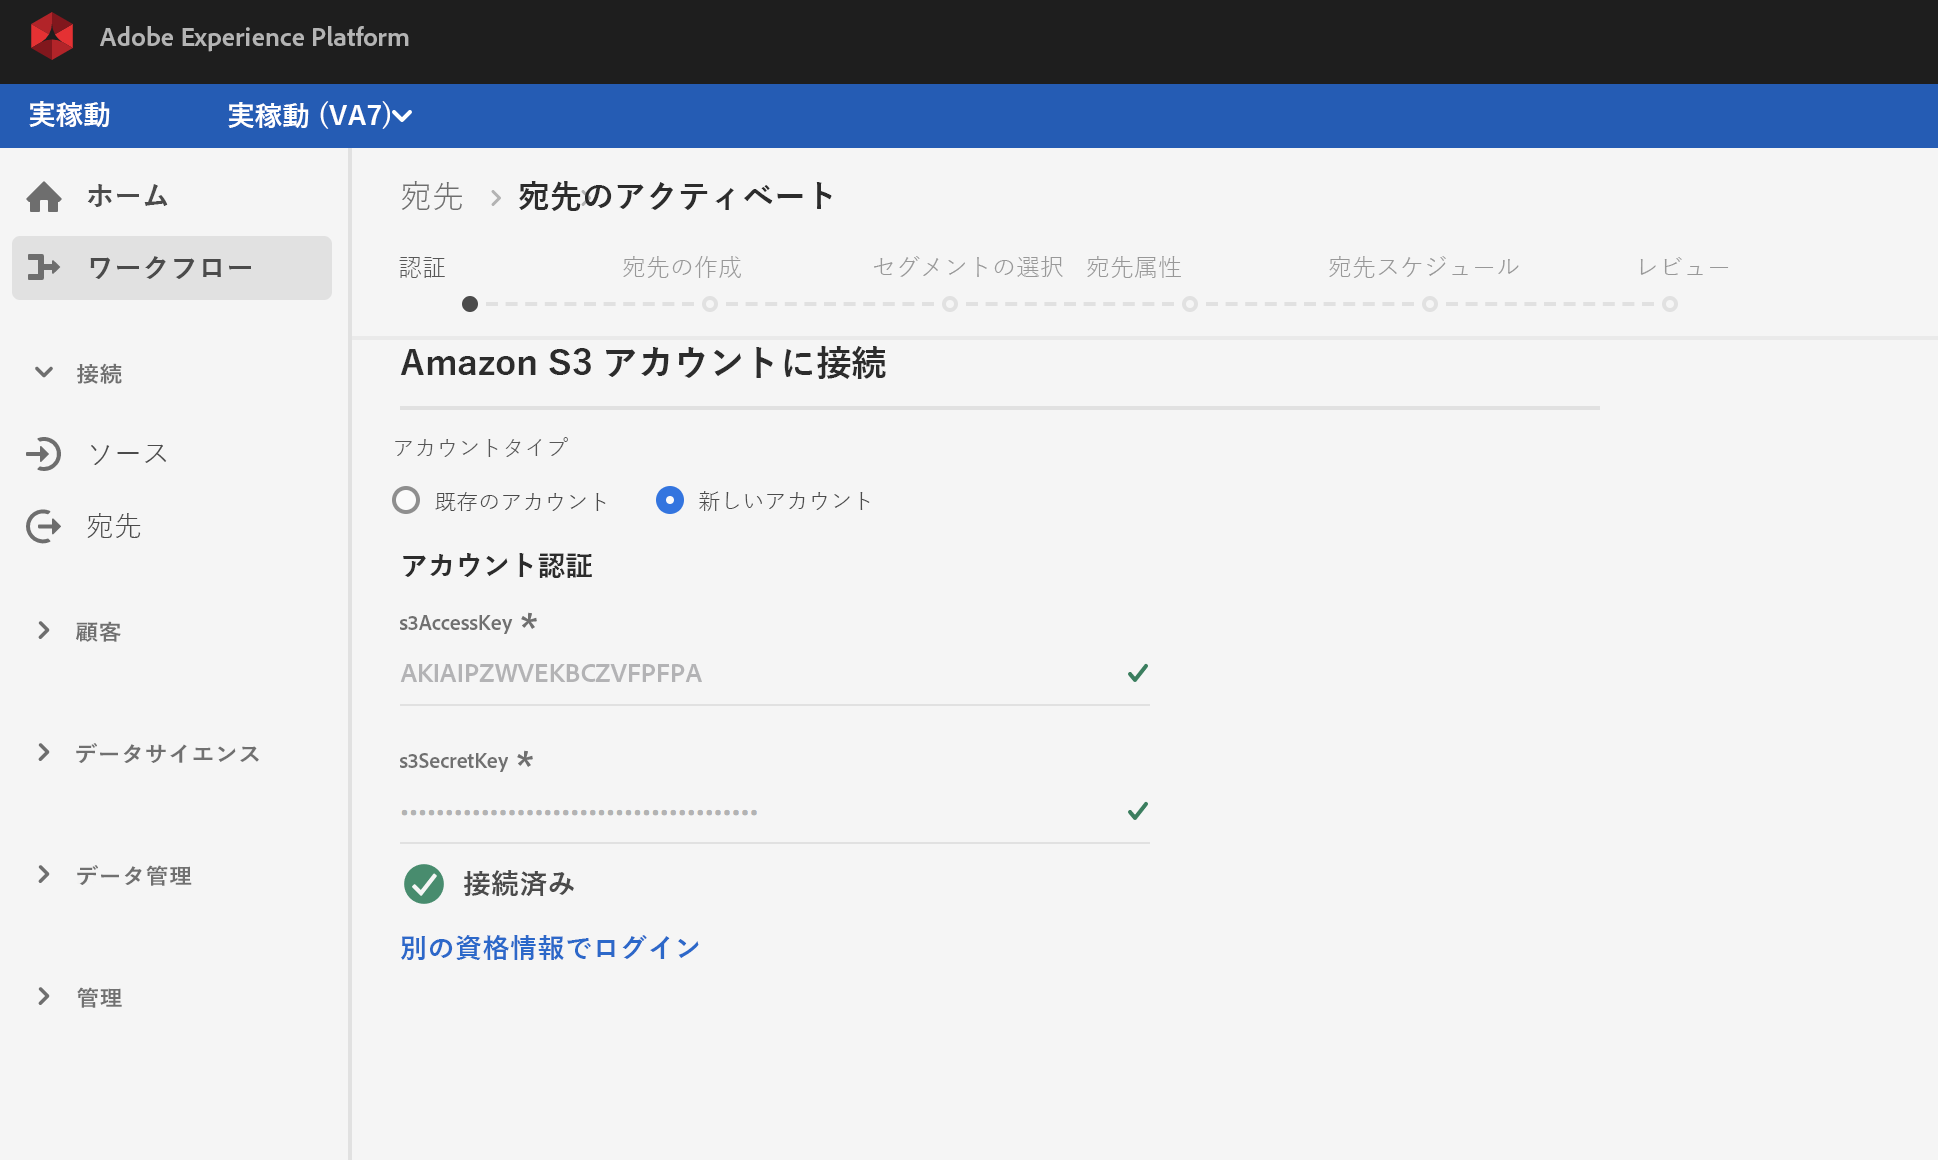 Adobe Experience Platform
実稼動 実稼動 (VA7)
ホーム
ワークフロー
接続
ソース
宛先
顧客
データサイエンス
データ管理
管理
宛先 宛先のアクティベート
認証 宛先の作成 セグメントの選択 宛先属性 宛先スケジュール レビュー
Amazon S3 アカウントに接続
アカウントタイプ
既存のアカウント 新しいアカウント
アカウント認証
s3AccessKey *
AKIAIPZWVEKBCZVFPFPA
s3SecretKey *
••••••••••••••••••••••••••••••••••••••••
接続済み
別の資格情報でログイン